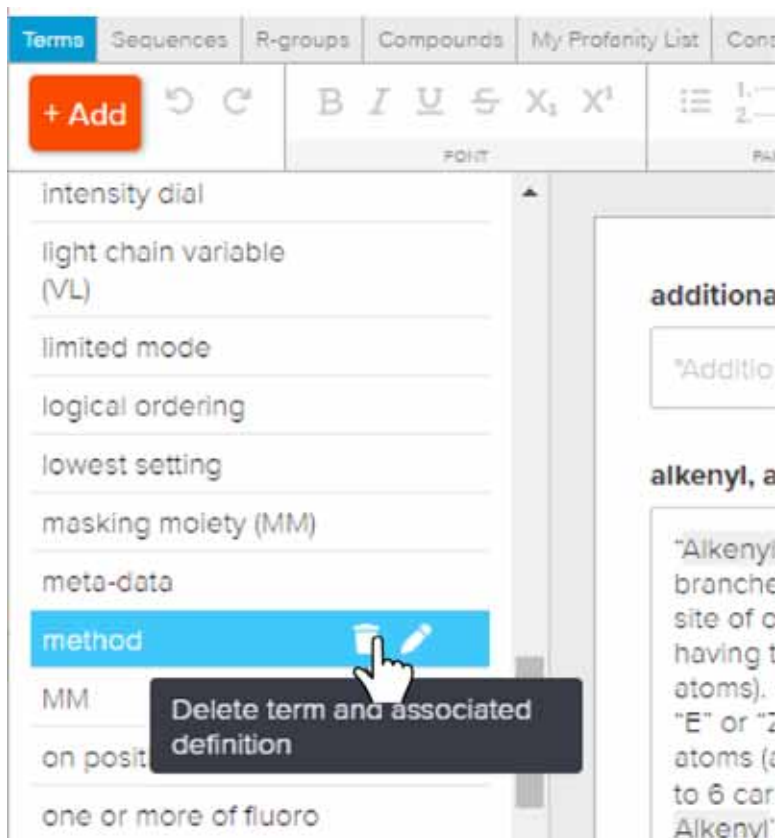 Terms Sequences R-groups Compounds My Profanity List
+ Add B I U S X₂ X²
FONT
intensity dial
light chain variable
(VL)
limited mode
logical ordering
lowest setting
masking moiety (MM)
meta-data
method
MM
Delete term and associated
definition
on posit
one or more of fluoro
additiona
"Additio
alkenyl, a
"Alkenyl
branche
site of
having
atoms).
"E" or "Z
atoms (a
to 6 car
Alkenyl"